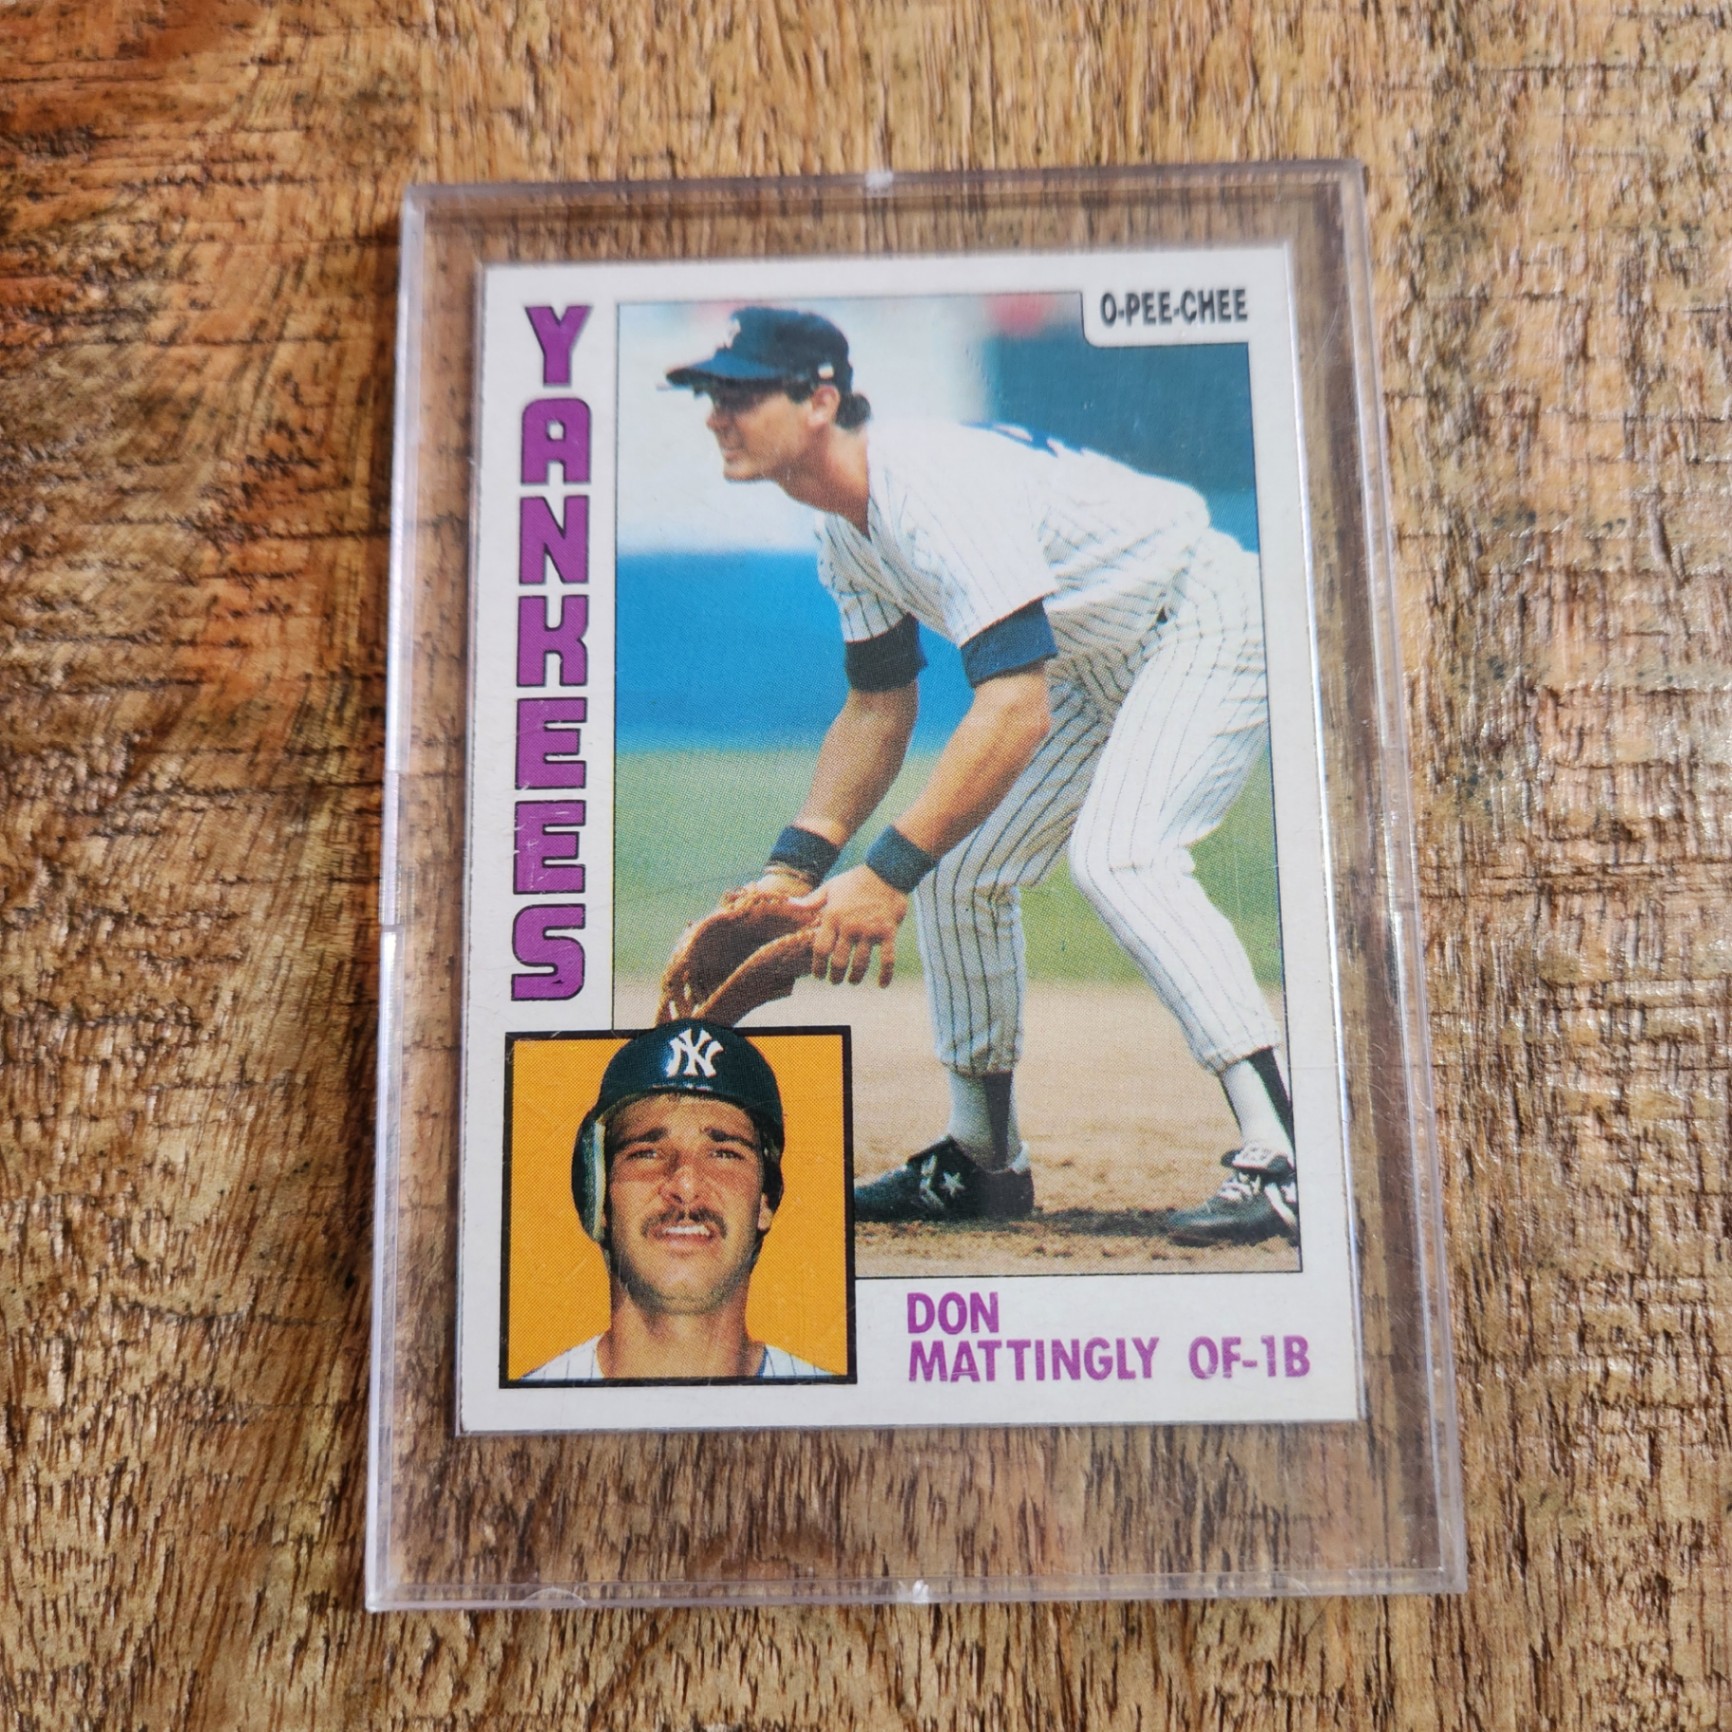 O-PEE-CHEE
YANKEES
NY
DON
MATTINGLY OF-1B